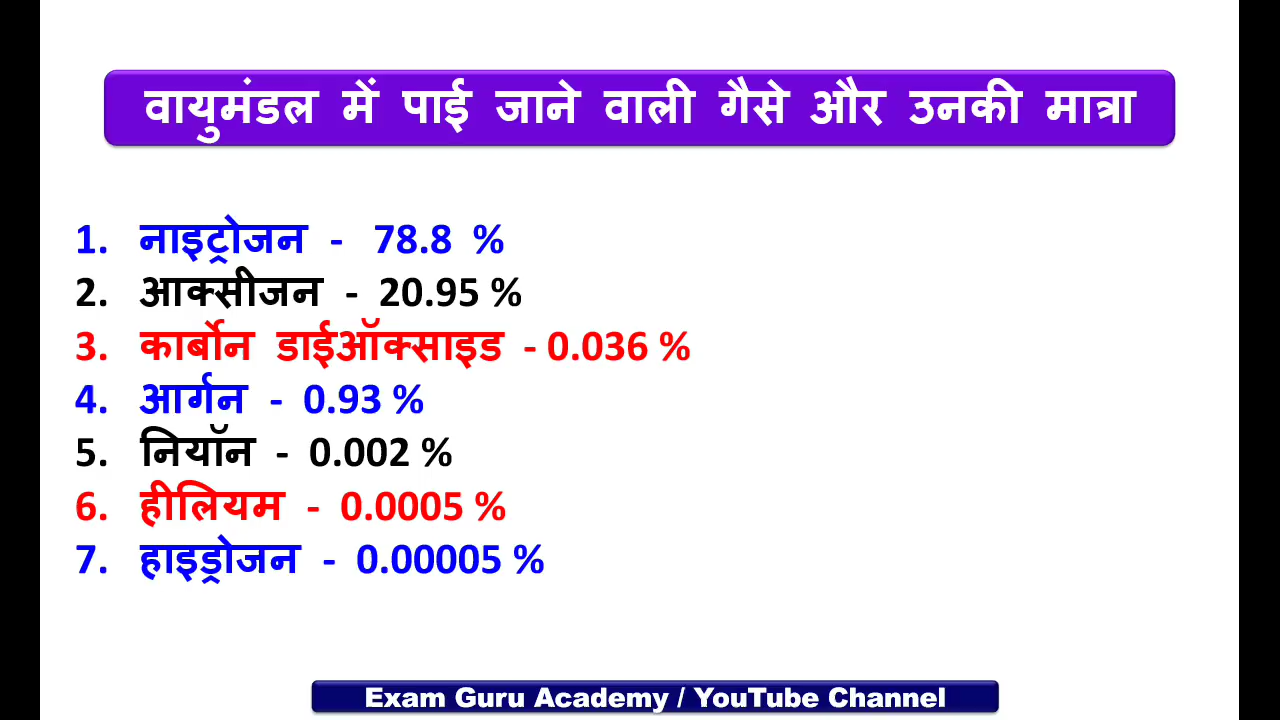 वायुमंडल में पाई जाने वाली गैसे और उनकी मात्रा
1. नाइट्रोजन - 78.8 %
2. आक्सीजन - 20.95 %
3. कार्बोन डाईऑक्साइड - 0.036 %
4. आर्गन - 0.93 %
5. नियॉन - 0.002 %
6. हीलियम - 0.0005 %
7. हाइड्रोजन - 0.00005 %
Exam Guru Academy / YouTube Channel